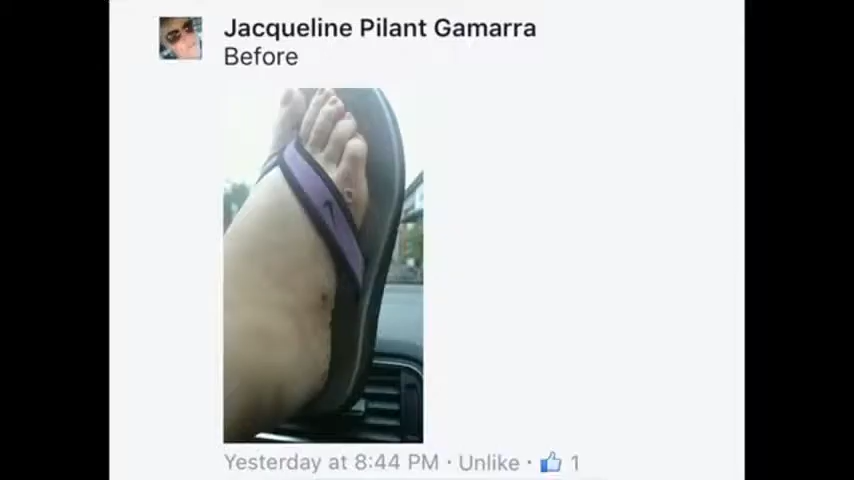 Jacqueline Pilant Gamarra
Before
Yesterday at 8:44 PM · Unlike · 1